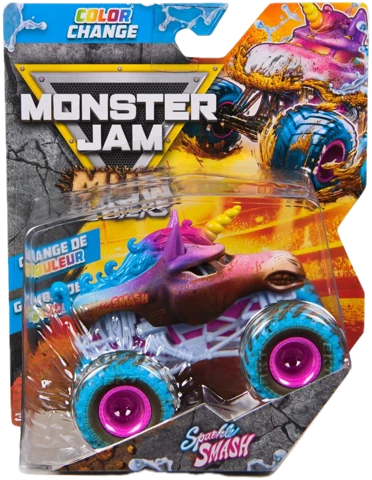 COLOR
CHANGE
MONSTER
JAM
CHANGE DE
COULEUR
SMASH
Sparkle
SMASH